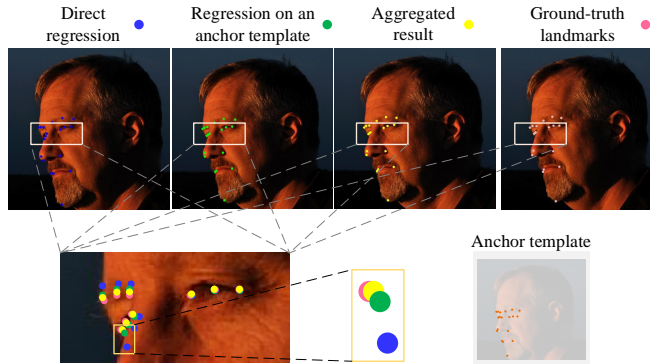 Direct
regression
Regression on an
anchor template
Aggregated
result
Ground-truth
landmarks
Anchor template